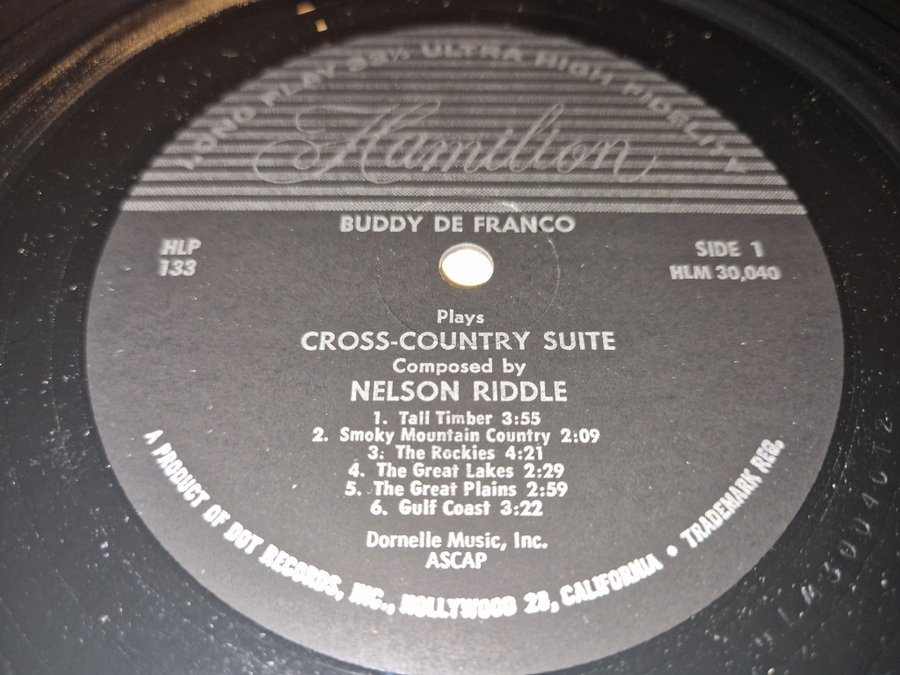 LONG PLAY 33⅓ ULTRA HIGH FIDELITY
Hamilton
BUDDY DE FRANCO
HLP
133
SIDE 1
HLM 30,040
Plays
CROSS-COUNTRY SUITE
Composed by
NELSON RIDDLE
1. Tall Timber 3:55
2. Smoky Mountain Country 2:09
3. The Rockies 4:21
4. The Great Lakes 2:29
5. The Great Plains 2:59
6. Gulf Coast 3:22
Dornelle Music, Inc.
ASCAP
A PRODUCT OF DOT RECORDS, INC., HOLLYWOOD 28, CALIFORNIA • TRADEMARK REG.